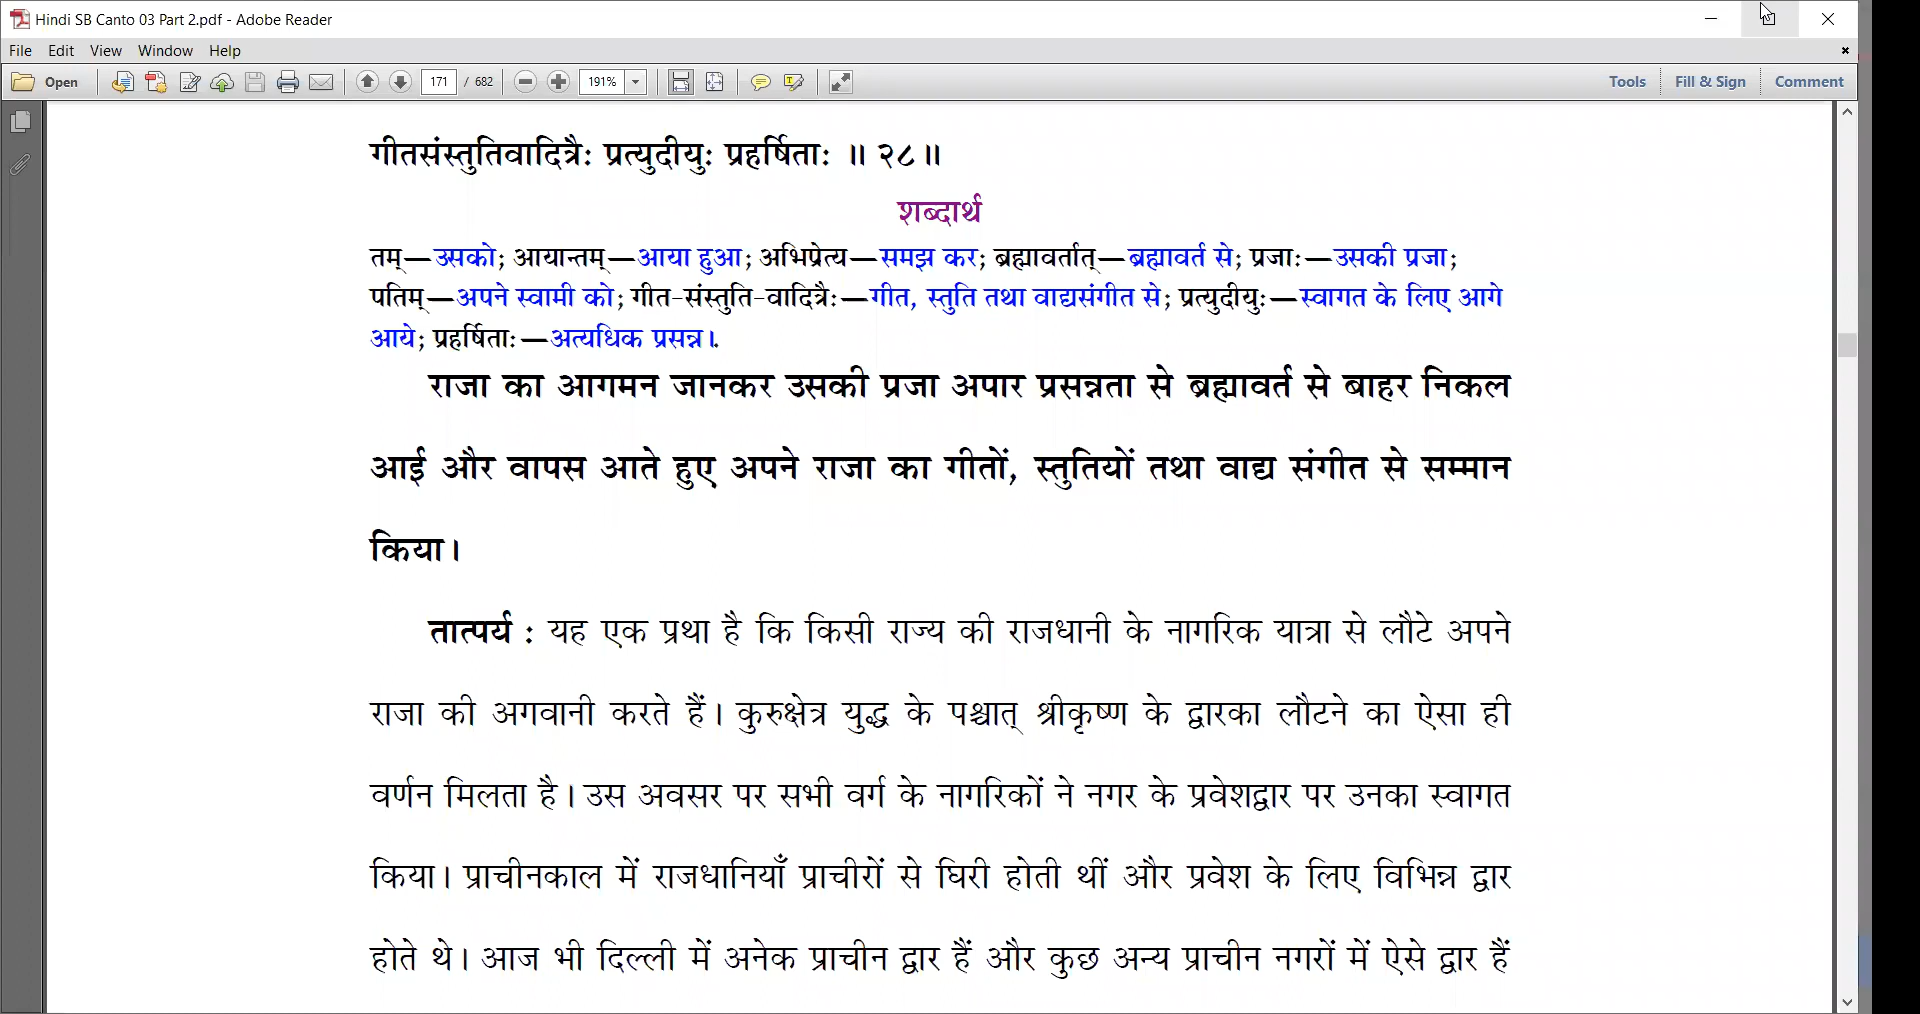 Hindi SB Canto 03 Part 2.pdf - Adobe Reader
File Edit View Window Help
Open 171 / 682 191% Tools Fill & Sign Comment
गीतसंस्तुतिवादित्रैः प्रत्युदीयुः प्रहर्षिताः ॥ २८॥
शब्दार्थ
तम्—उसको; आयान्तम्—आया हुआ; अभिप्रेत्य—समझ कर; ब्रह्मावर्तात्—ब्रह्मावर्त से; प्रजाः—उसकी प्रजा;
पतिम्—अपने स्वामी को; गीत-संस्तुति-वादित्रैः—गीत, स्तुति तथा वाद्यसंगीत से; प्रत्युदीयुः—स्वागत के लिए आगे
आये; प्रहर्षिताः—अत्यधिक प्रसन्न।.
राजा का आगमन जानकर उसकी प्रजा अपार प्रसन्नता से ब्रह्मावर्त से बाहर निकल
आई और वापस आते हुए अपने राजा का गीतों, स्तुतियों तथा वाद्य संगीत से सम्मान
किया।
तात्पर्य : यह एक प्रथा है कि किसी राज्य की राजधानी के नागरिक यात्रा से लौटे अपने
राजा की अगवानी करते हैं। कुरुक्षेत्र युद्ध के पश्चात् श्रीकृष्ण के द्वारका लौटने का ऐसा ही
वर्णन मिलता है। उस अवसर पर सभी वर्ग के नागरिकों ने नगर के प्रवेशद्वार पर उनका स्वागत
किया। प्राचीनकाल में राजधानियाँ प्राचीरों से घिरी होती थीं और प्रवेश के लिए विभिन्न द्वार
होते थे। आज भी दिल्ली में अनेक प्राचीन द्वार हैं और कुछ अन्य प्राचीन नगरों में ऐसे द्वार हैं